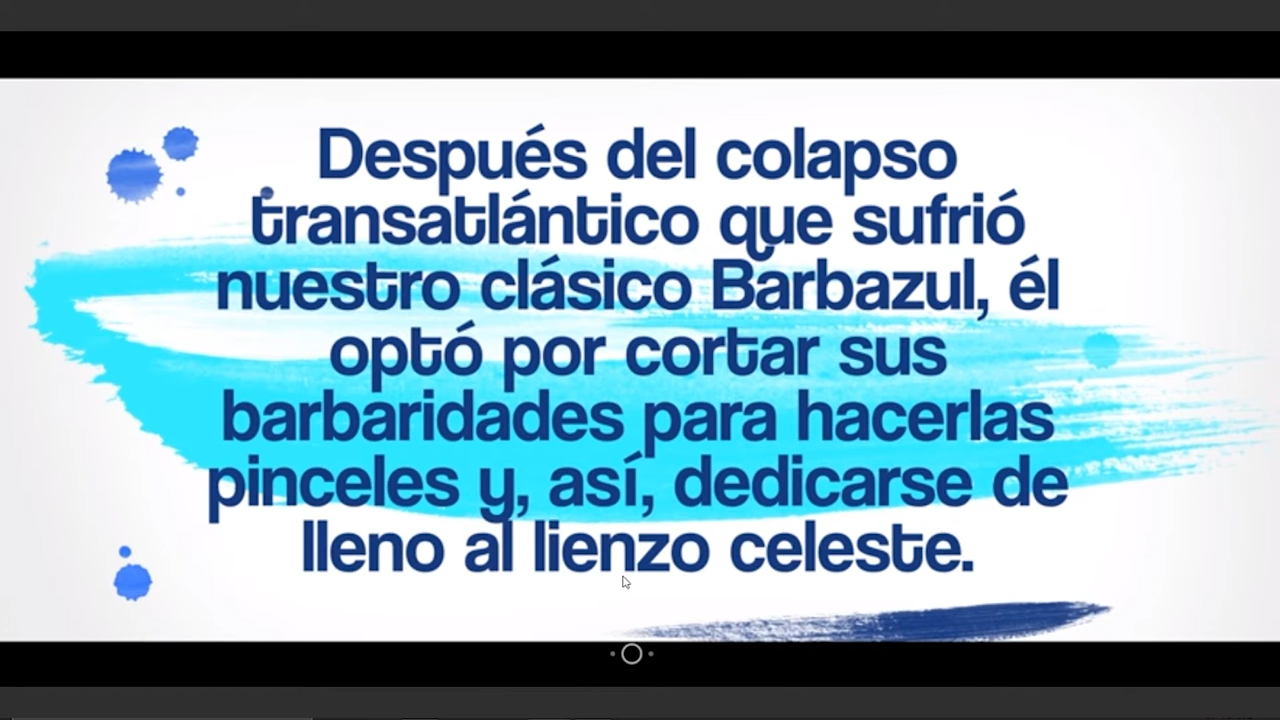 Después del colapso
transatlántico que sufrió
nuestro clásico Barbazul, él
optó por cortar sus
barbaridades para hacerlas
pinceles y, así, dedicarse de
lleno al lienzo celeste.